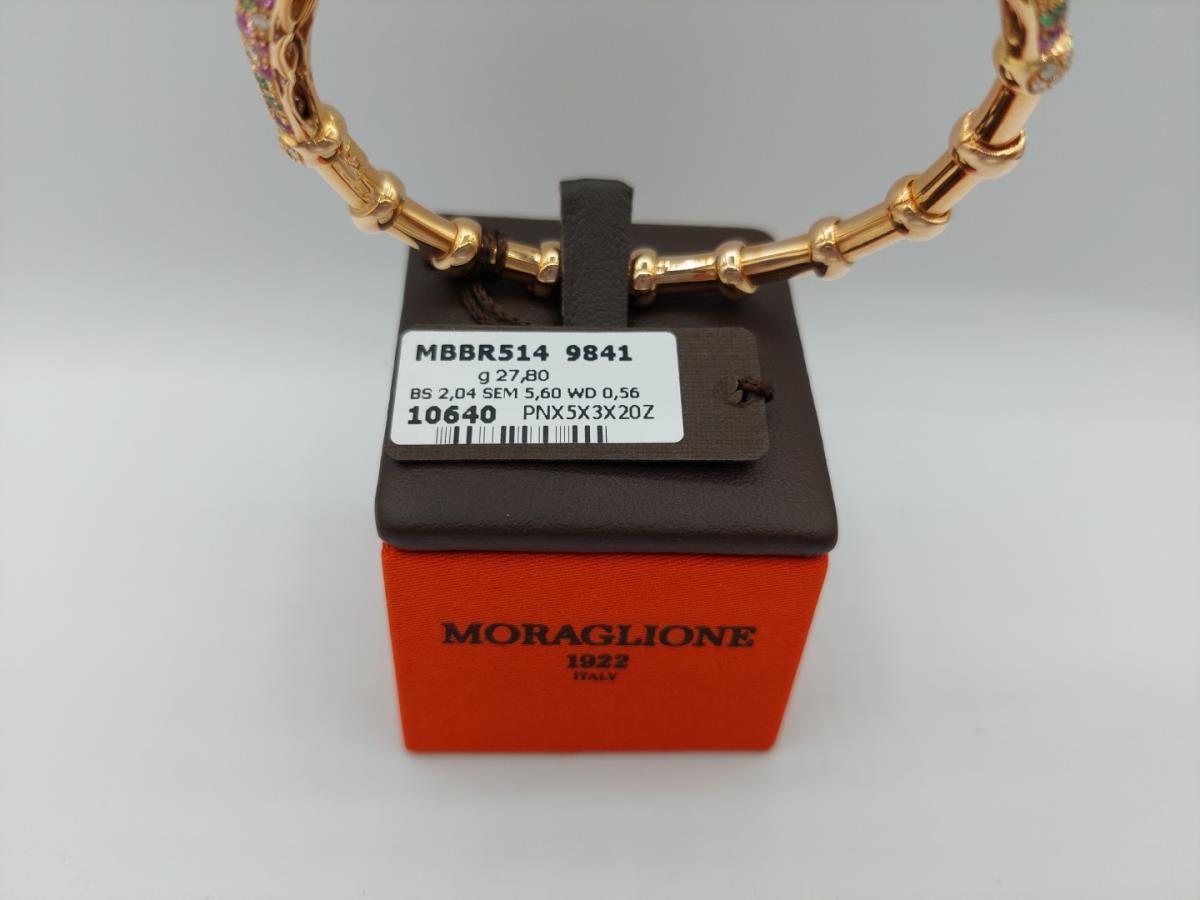 MBBR514 9841
g 27,80
BS 2,04 SEM 5,60 WD 0,56
10640 PNX5X3X20Z
MORAGLIONE
1922
ITALY